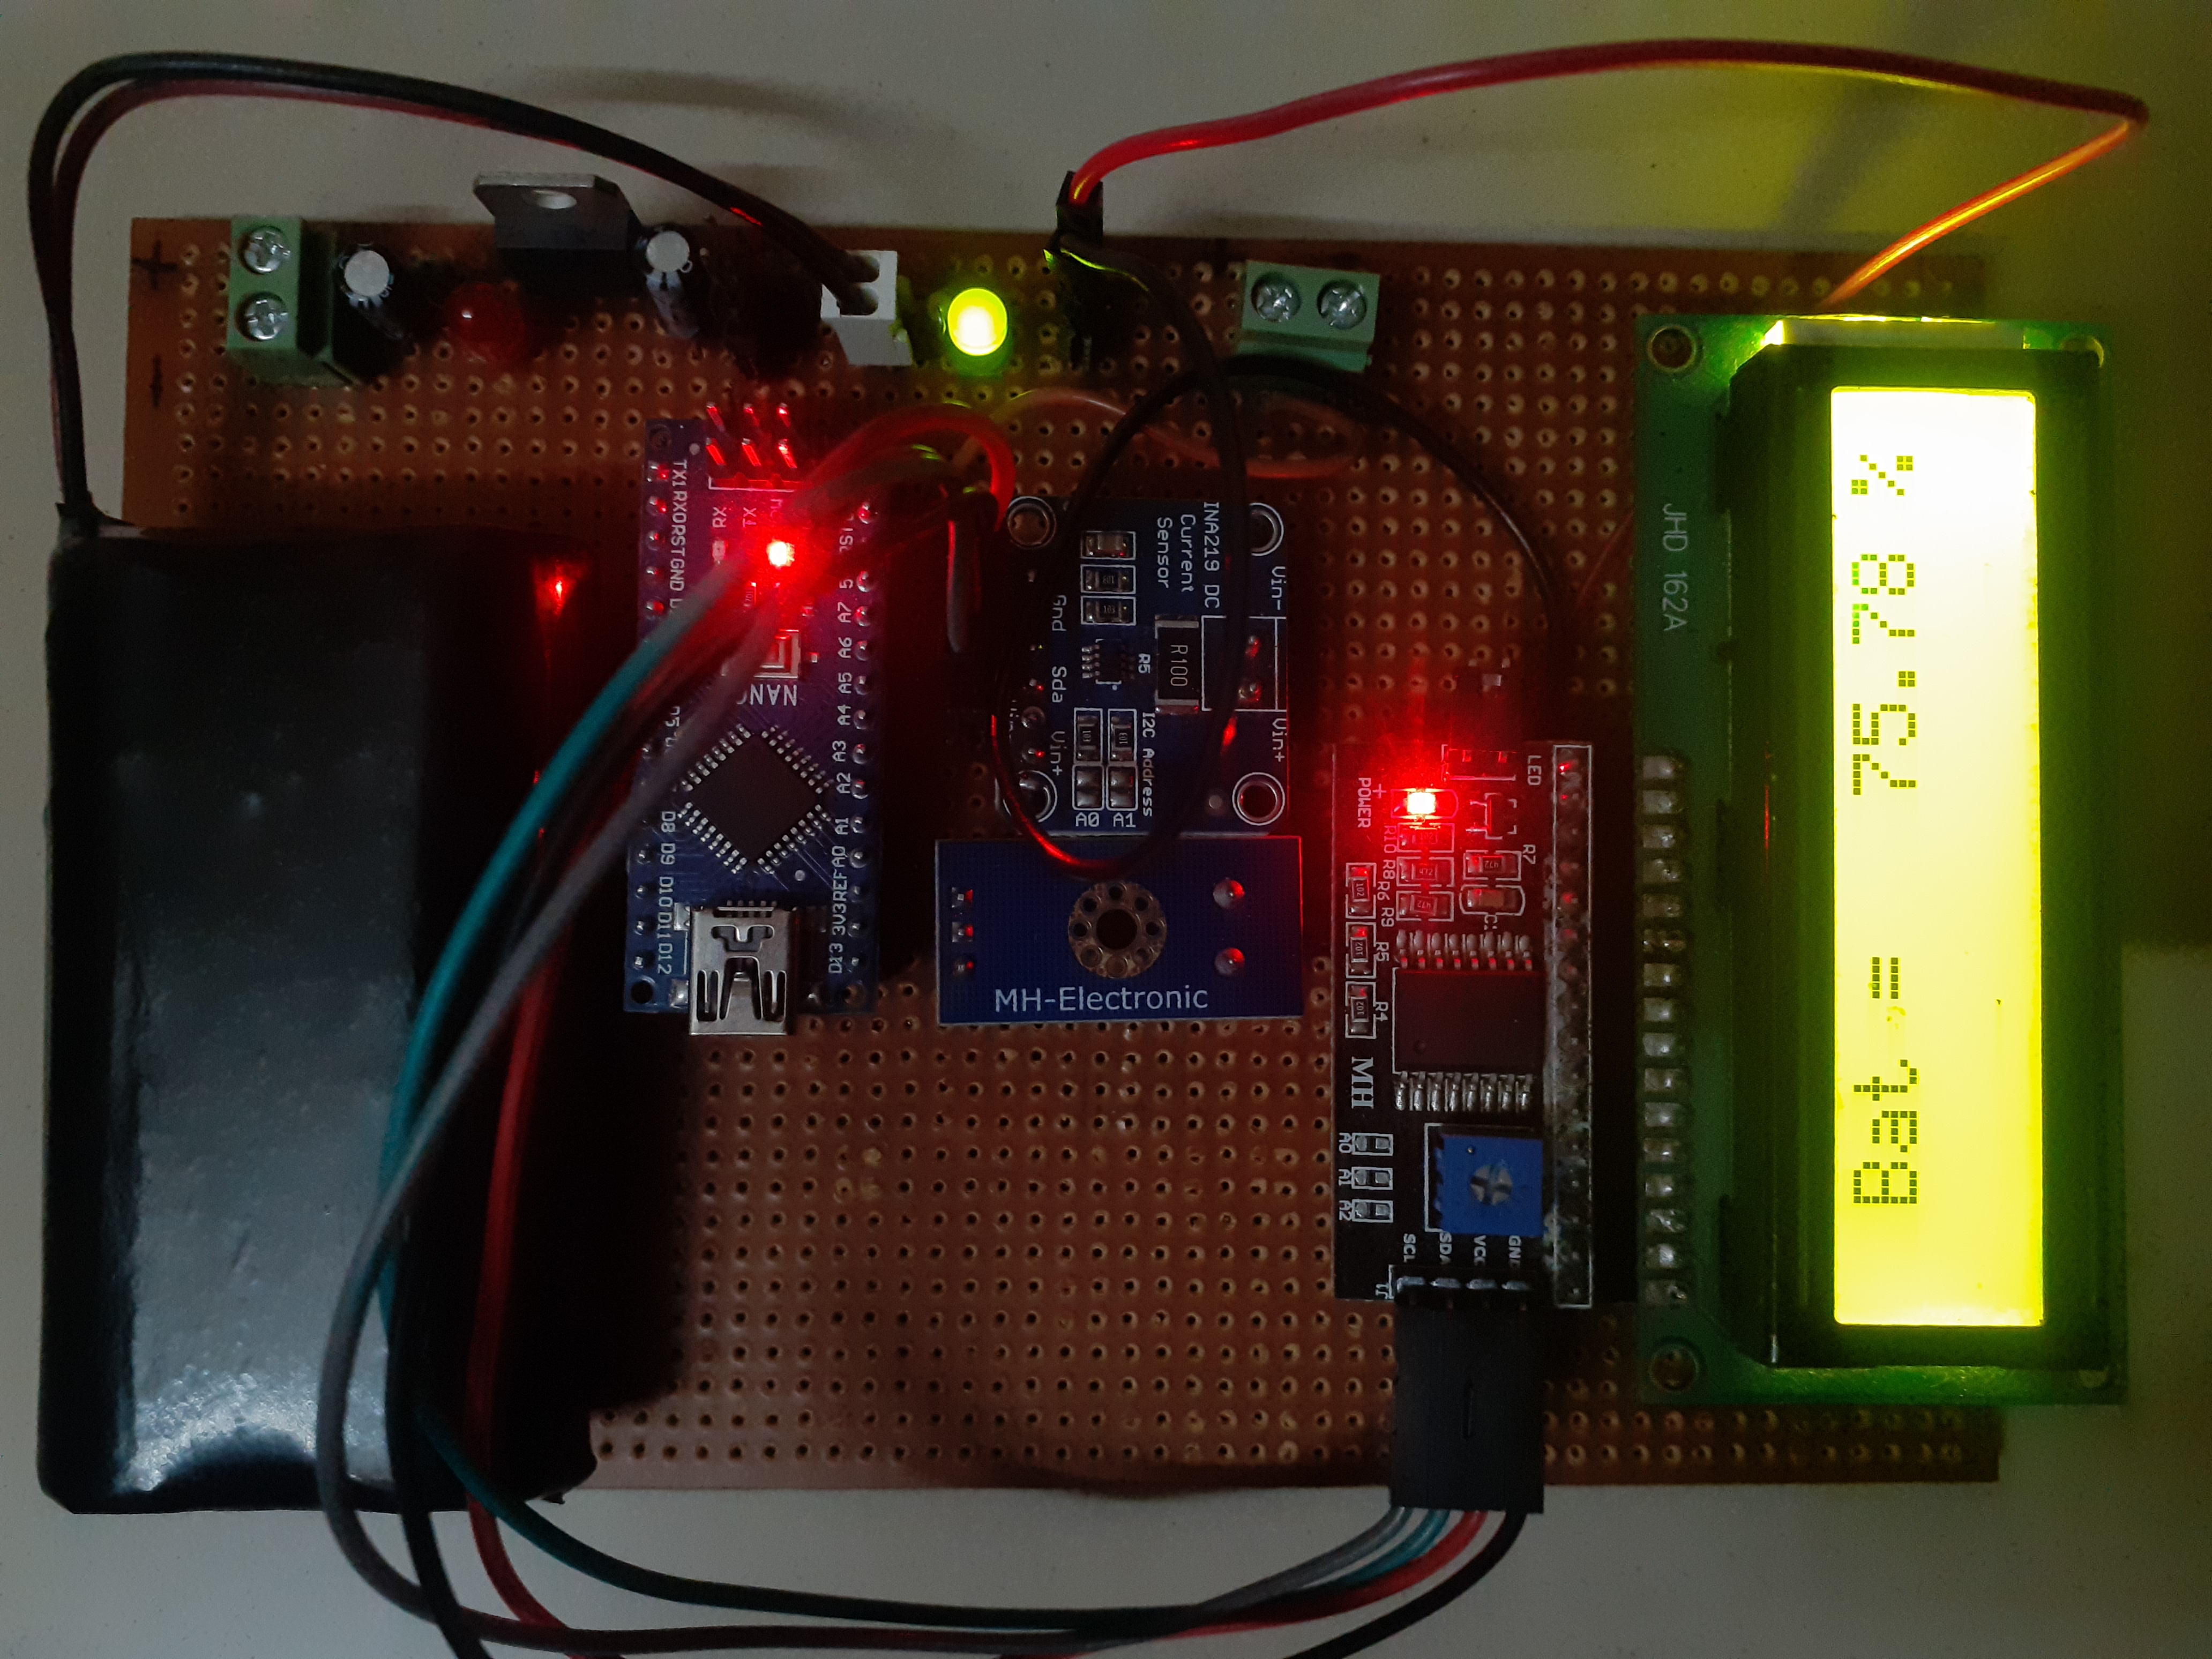 - +
D12 D11 D10 D9 D8 D5 GND RST RX0 TX1
RX
TX
NANO
D13 3V3 REF A0 A1 A2 A3 A4 A5 A6 A7 5 RST
MH-Electronic
Vin+ Sda Gnd
A0
A1
I2C Address
R5
R100
INA219 DC
Current
Sensor
Vin+ Vin-
A2 A1 A0
MH
R4 R5 R6
POWER
+
R9 R8 R10
SCL
SDA
VCC
GND
R7
LED
JHD 162A
Bat = 75.78 %